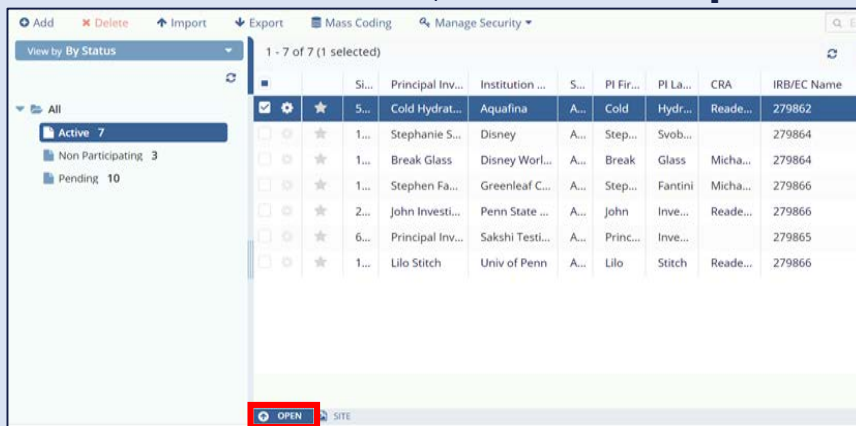 Add Delete Import Export Mass Coding Manage Security
View by By Status
1 - 7 of 7 (1 selected)
Si... Principal Inv... Institution ... S... PI Fir... PI La... CRA IRB/EC Name
All
5... Cold Hydrat... Aquafina A... Cold Hydr... Reade... 279862
Active 7
1... Stephanie S... Disney A... Step... Svob... 279864
Non Participating 3
1... Break Glass Disney Worl... A... Break Glass Micha... 279864
Pending 10
1... Stephen Fa... Greenleaf C... A... Step... Fantini Micha... 279866
2... John Investi... Penn State ... A... John Inve... Reade... 279866
6... Principal Inv... Sakshi Testi... A... Princ... Inve... 279865
1... Lilo Stitch Univ of Penn A... Lilo Stitch Reade... 279866
OPEN SITE